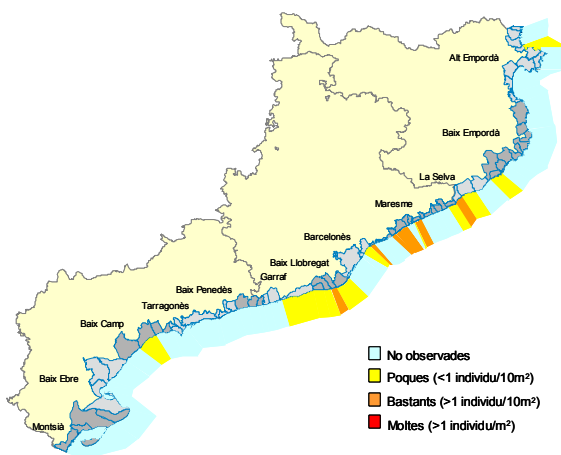 Alt Empordà
Baix Empordà
La Selva
Maresme
Barcelonès
Baix Llobregat
Garraf
Baix Penedès
Tarragonès
Baix Camp
Baix Ebre
Montsià
No observades
Poques (<1 individu/10m²)
Bastants (>1 individu/10m²)
Moltes (>1 individu/m²)